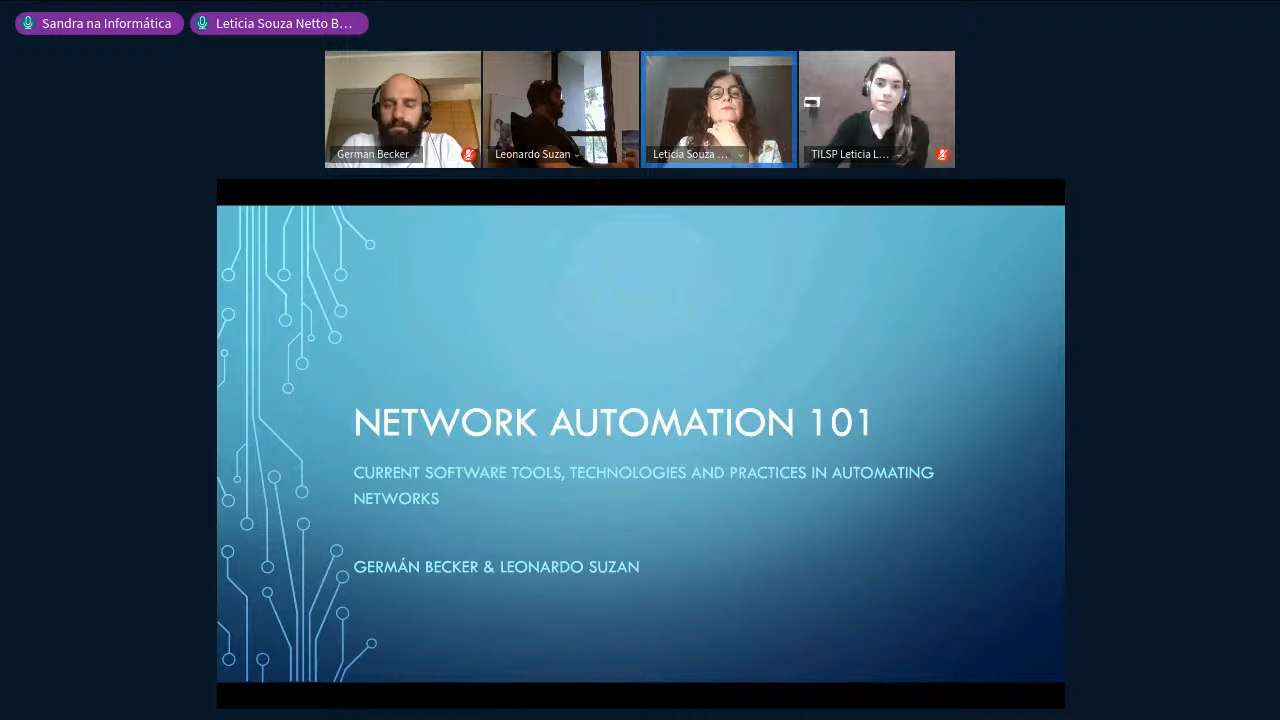 Sandra na Informática
Leticia Souza Netto B...
German Becker
Leonardo Suzan
Leticia Souza ...
TILSP Leticia L...
NETWORK AUTOMATION 101
CURRENT SOFTWARE TOOLS, TECHNOLOGIES AND PRACTICES IN AUTOMATING
NETWORKS
GERMÁN BECKER & LEONARDO SUZAN